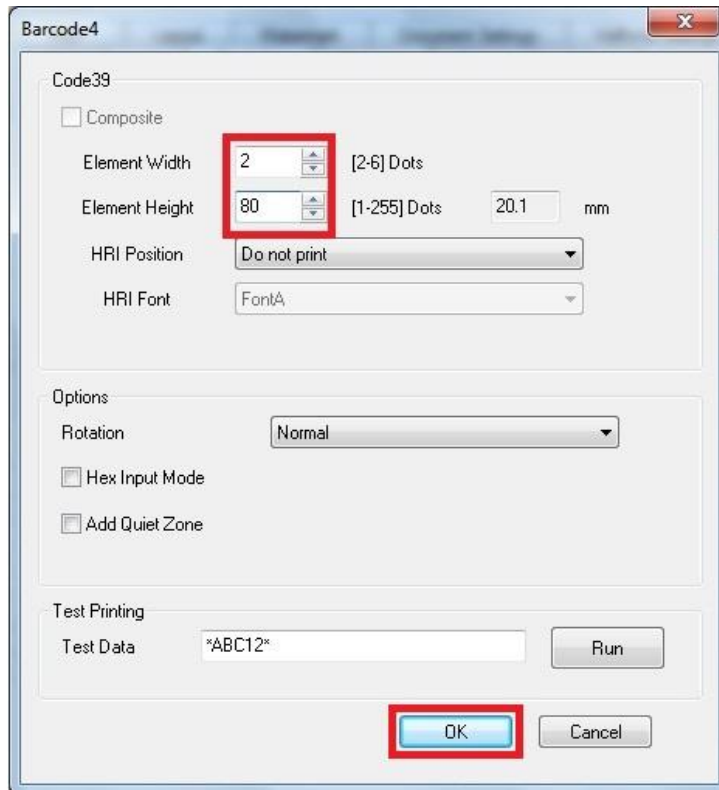 Barcode4
Code39
Composite
Element Width 2 [2-6] Dots
Element Height 80 [1-255] Dots 20.1 mm
HRI Position Do not print
HRI Font FontA
Options
Rotation Normal
Hex Input Mode
Add Quiet Zone
Test Printing
Test Data *ABC12* Run
OK Cancel